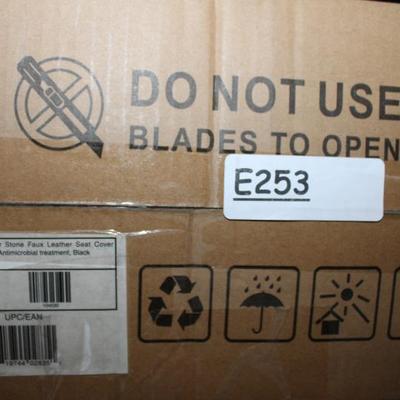 DO NOT USE
BLADES TO OPEN
E253
Stone Faux Leather Seat Cover
Antimicrobial treatment, Black
UPC/EAN